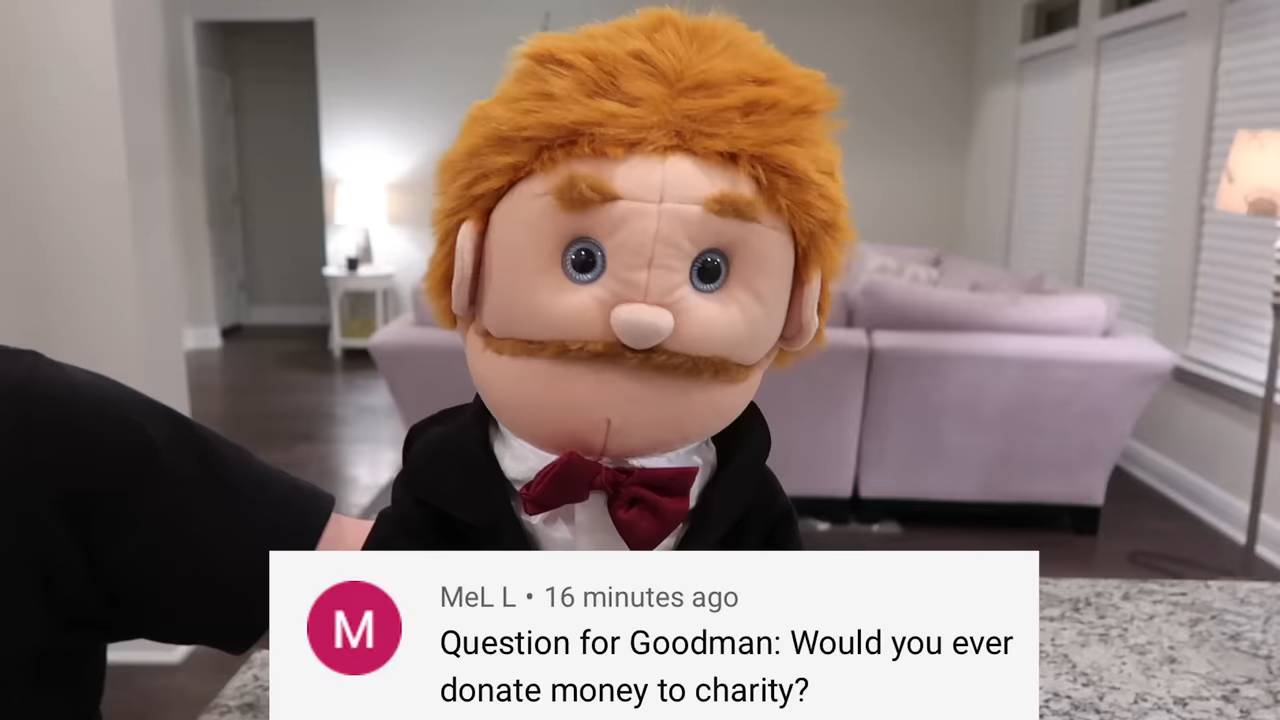 M
MeL L • 16 minutes ago
Question for Goodman: Would you ever
donate money to charity?